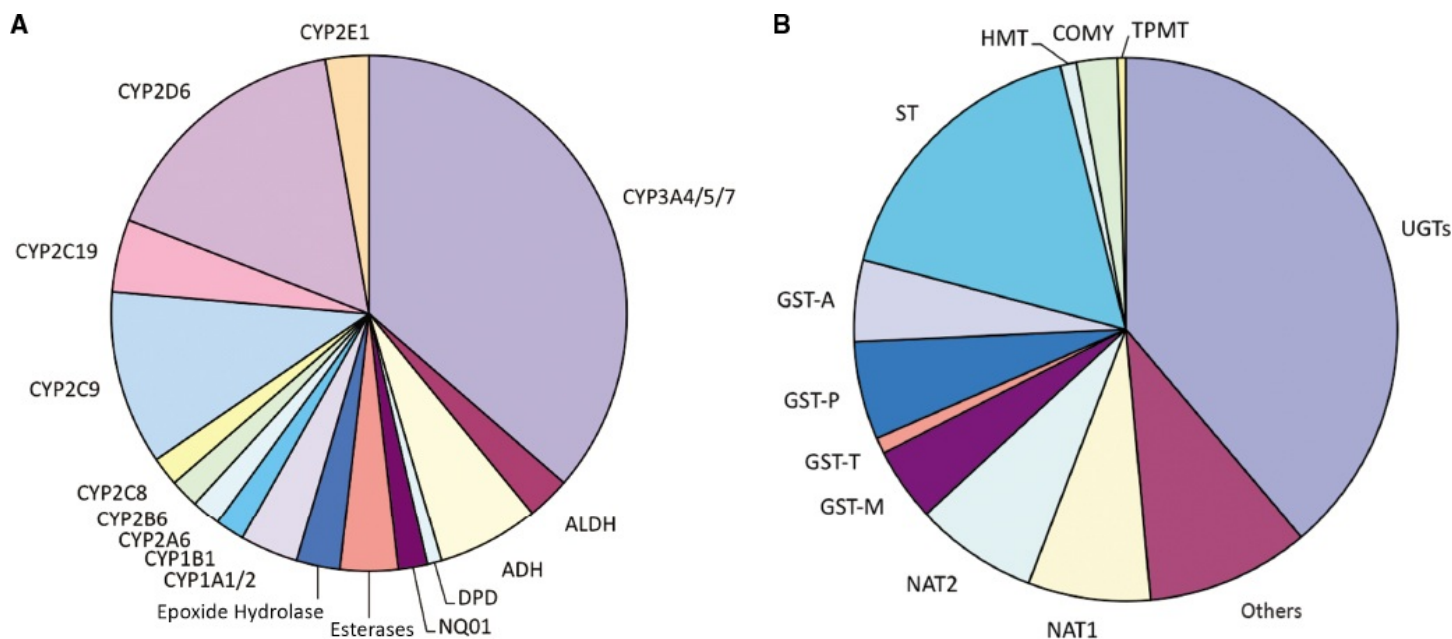 A
CYP2E1
CYP2D6
CYP3A4/5/7
CYP2C19
CYP2C9
CYP2C8
CYP2B6
CYP2A6
CYP1B1
CYP1A1/2
Epoxide Hydrolase
Esterases
NQ01
DPD
ADH
ALDH
B
HMT
COMY
TPMT
ST
UGTs
GST-A
GST-P
GST-T
GST-M
NAT2
NAT1
Others